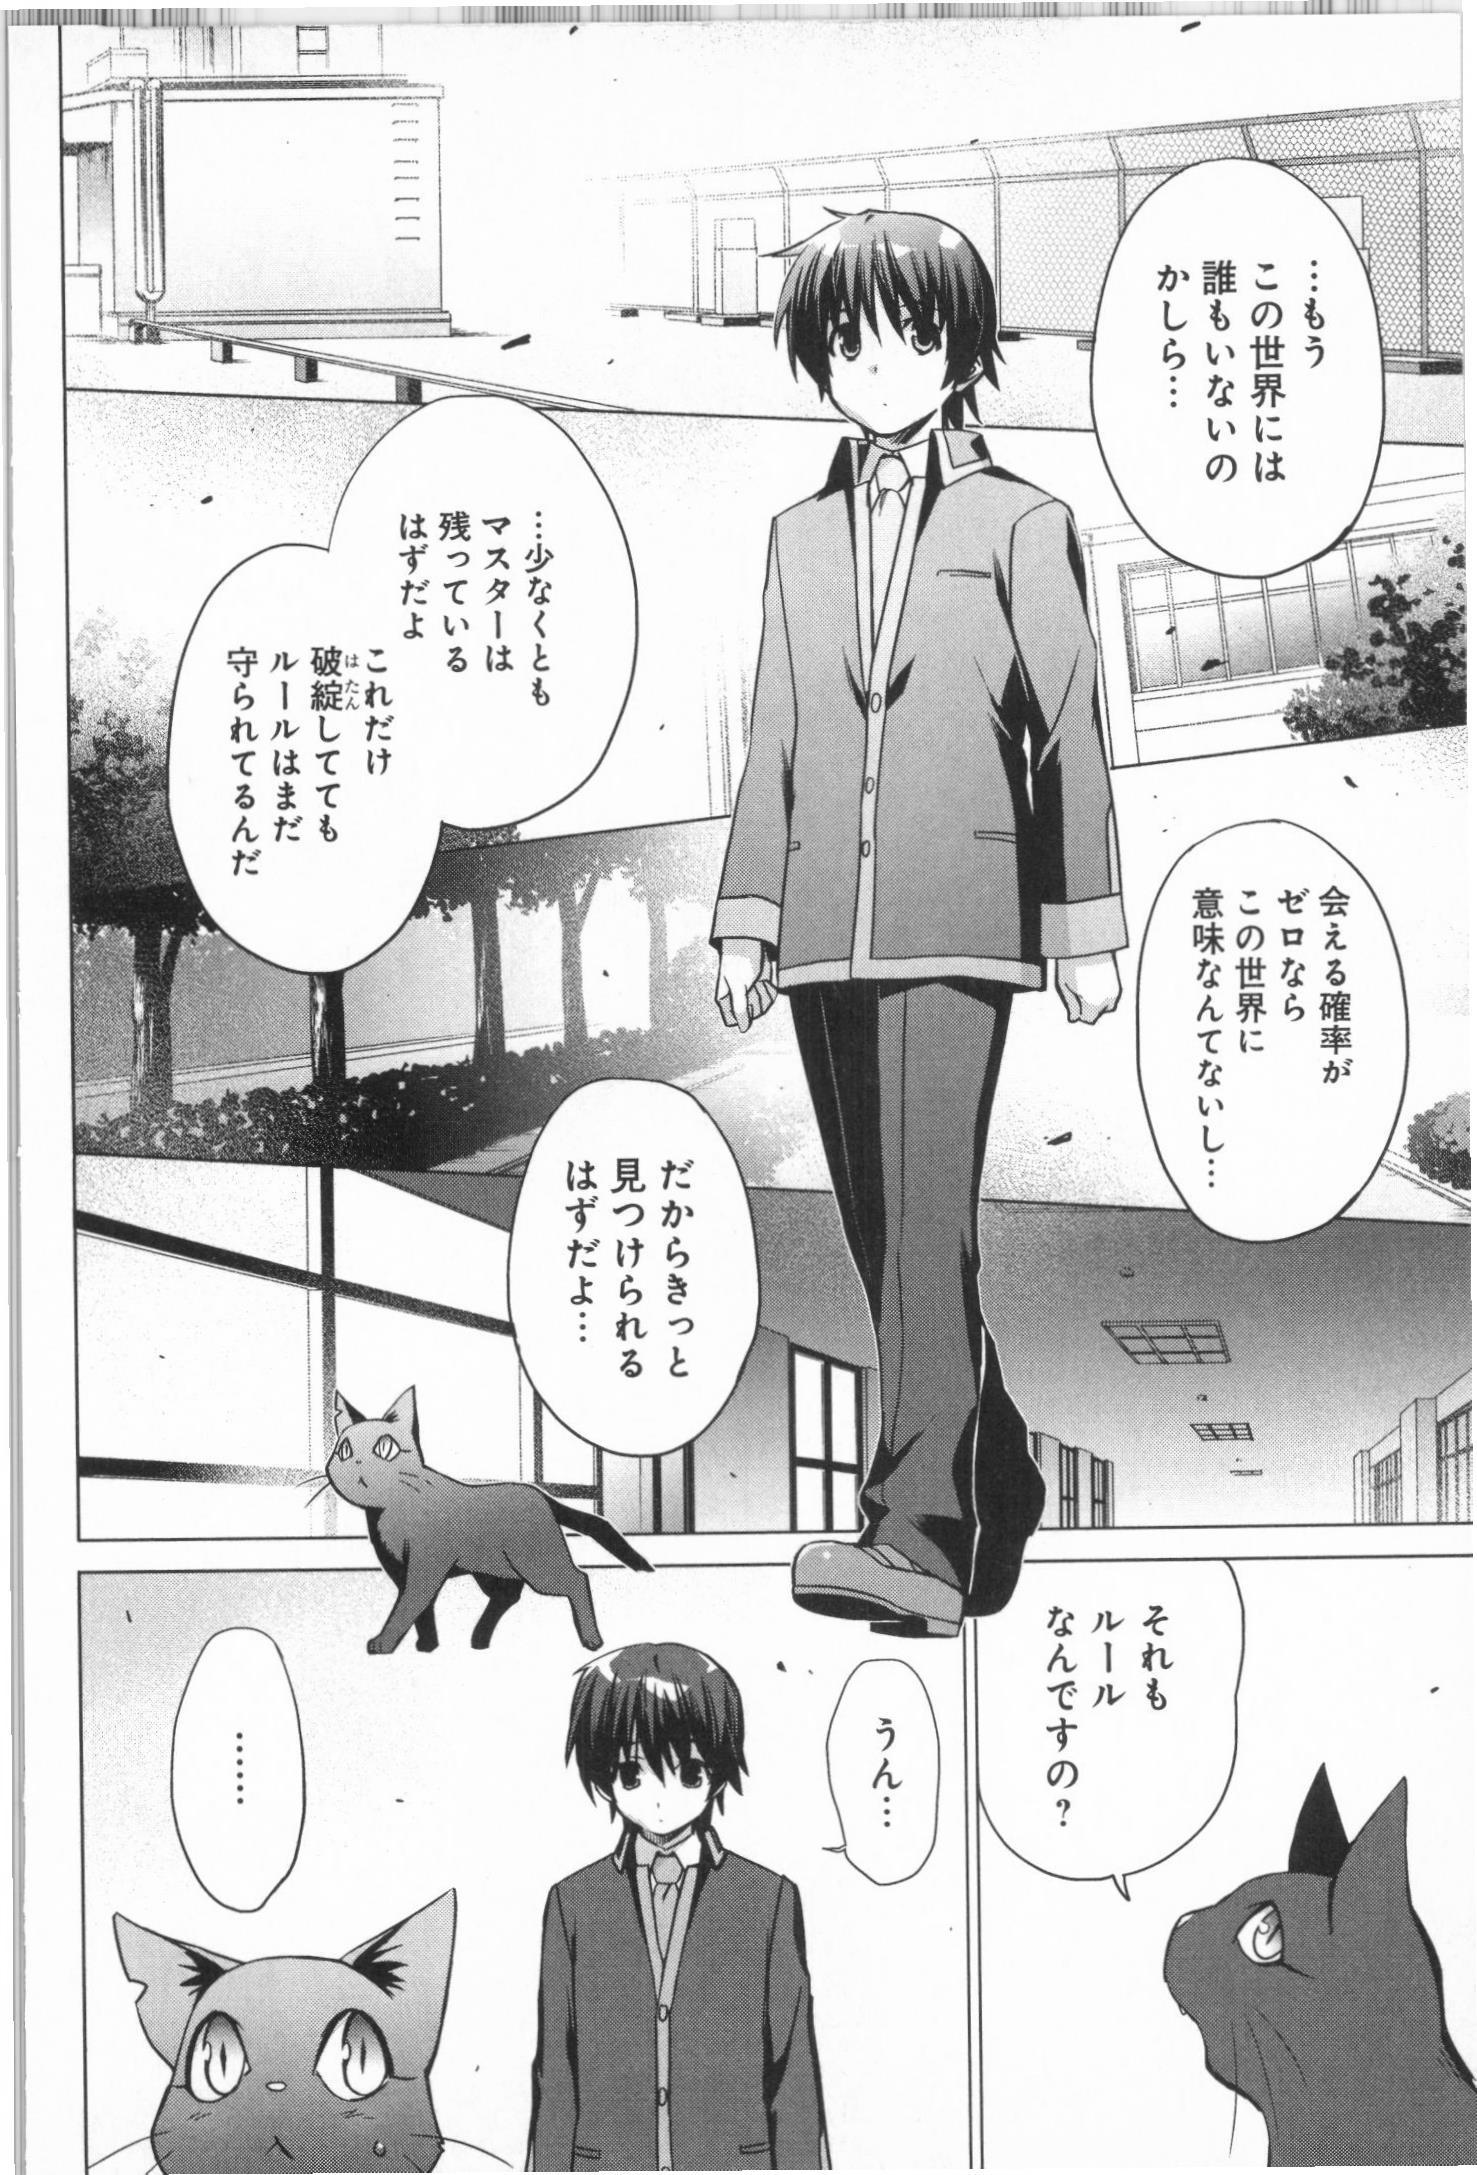 …もう
この世界には
誰もいないの
かしら…
…少なくとも
マスターは
残っている
はずだよ
これだけ
破綻してても
はたん
ルールはまだ
守られてるんだ
会える確率が
ゼロなら
この世界に
意味なんてないし…
だからきっと
見つけられる
はずだよ…
それも
ルール
なんですの？
うん…
……